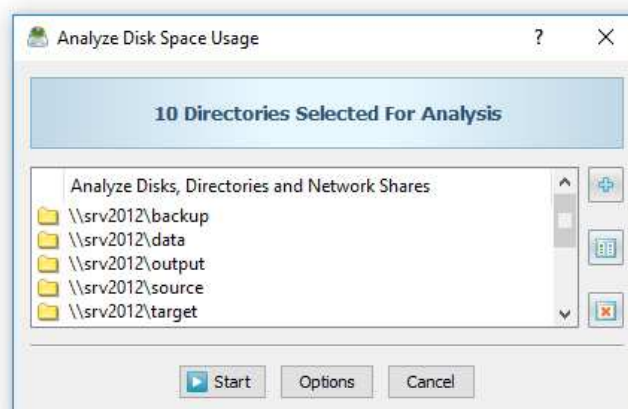 Analyze Disk Space Usage ?
10 Directories Selected For Analysis
Analyze Disks, Directories and Network Shares
\\srv2012\backup
\\srv2012\data
\\srv2012\output
\\srv2012\source
\\srv2012\target
Start Options Cancel